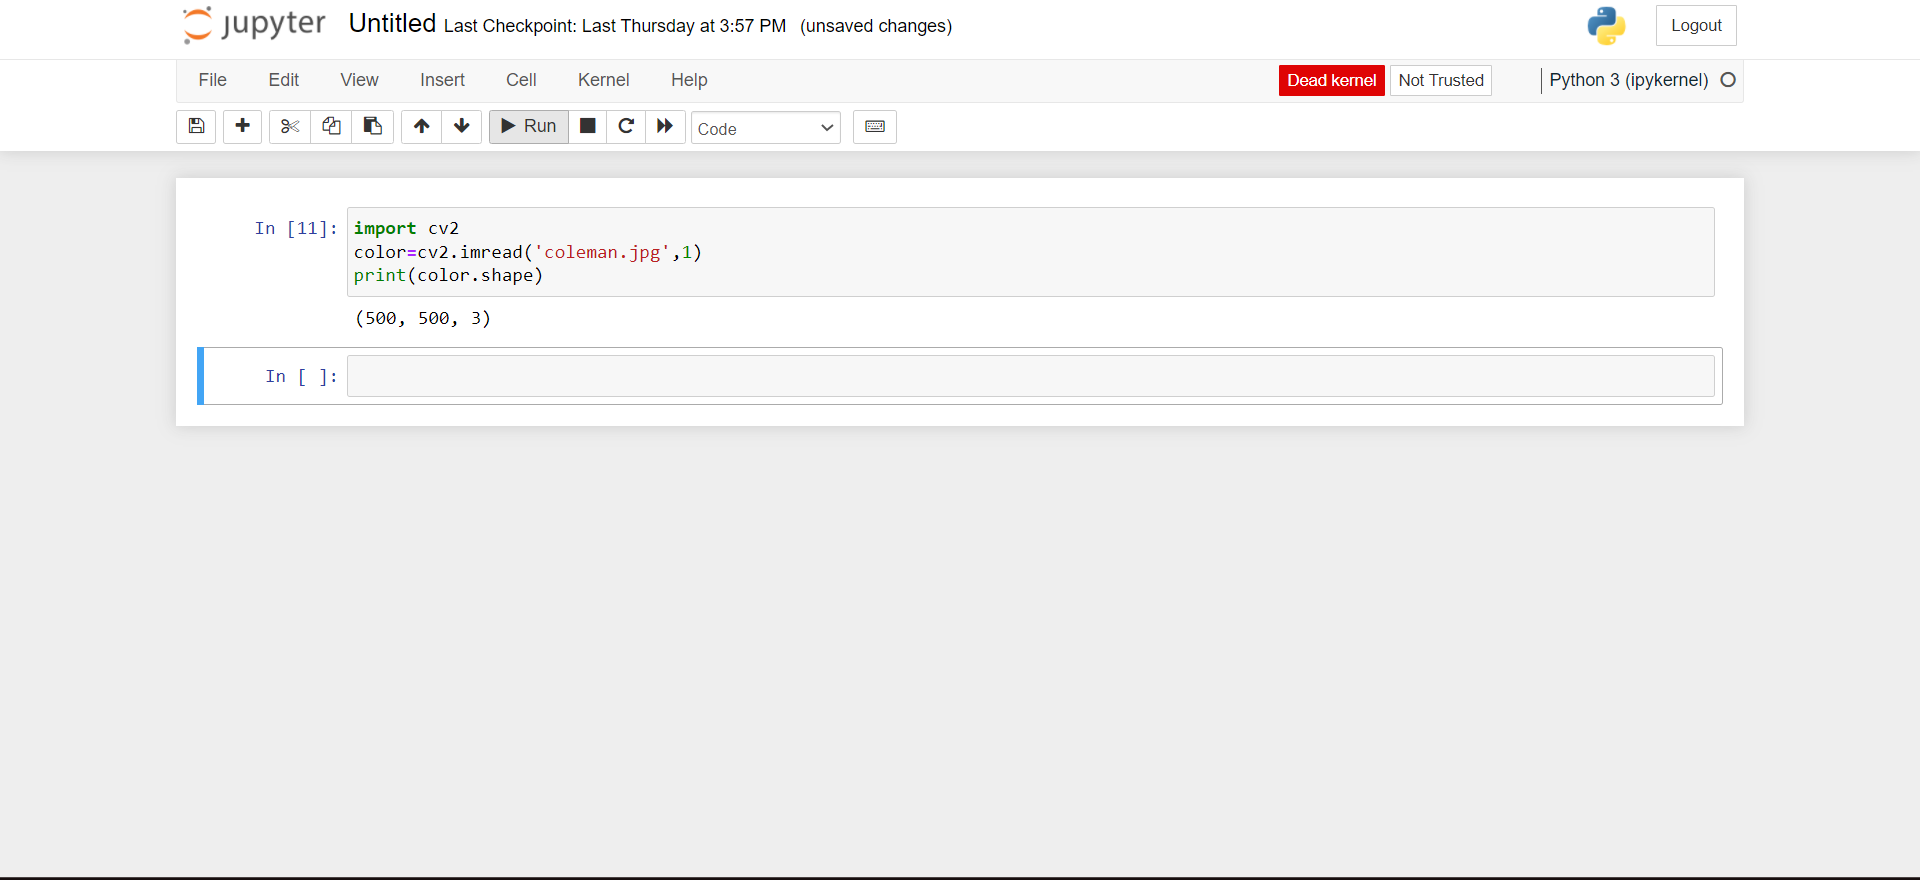 jupyter Untitled Last Checkpoint: Last Thursday at 3:57 PM (unsaved changes) Logout
File Edit View Insert Cell Kernel Help Dead kernel Not Trusted Python 3 (ipykernel)
Run Code
In [11]: import cv2
color=cv2.imread('coleman.jpg',1)
print(color.shape)
(500, 500, 3)
In [ ]: